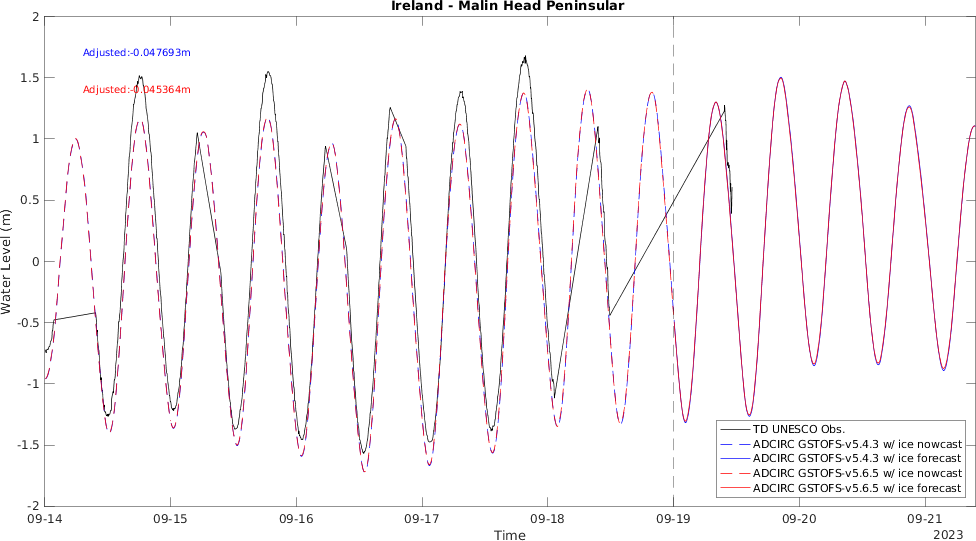 Ireland - Malin Head Peninsular
Adjusted:-0.047693m
Adjusted:-0.045364m
2
1.5
1
0.5
0
-0.5
-1
-1.5
-2
Water Level (m)
TD UNESCO Obs.
ADCIRC GSTOFS-v5.4.3 w/ ice nowcast
ADCIRC GSTOFS-v5.4.3 w/ ice forecast
ADCIRC GSTOFS-v5.6.5 w/ ice nowcast
ADCIRC GSTOFS-v5.6.5 w/ ice forecast
09-14 09-15 09-16 09-17 09-18 09-19 09-20 09-21
Time
2023